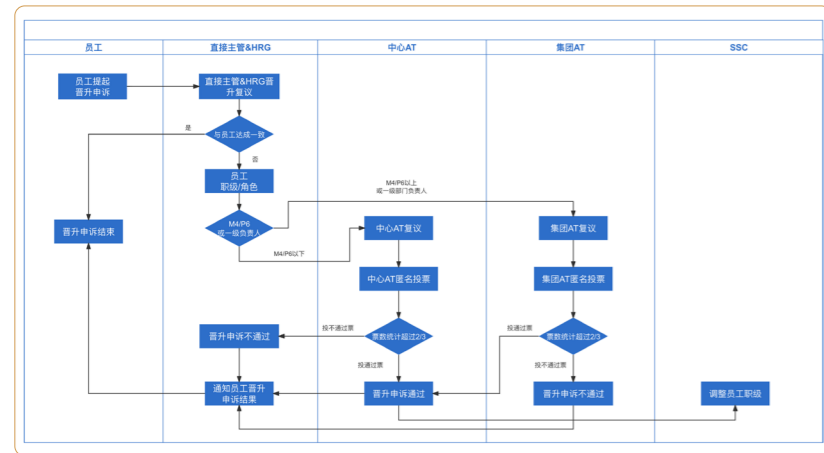 员工
直接主管&HRG
中心AT
集团AT
SSC
员工提起
晋升申诉
直接主管&HRG晋
升复议
是
与员工达成一致
否
员工
职级/角色
M4/P6以上
或一级部门负责人
晋升申诉结束
M4/P6
或一级负责人
中心AT复议
集团AT复议
M4/P6以下
中心AT匿名投票
集团AT匿名投票
晋升申诉不通过
投不通过票
票数统计超过2/3
投通过票
票数统计超过2/3
投通过票
投不通过票
通知员工晋升
申诉结果
晋升申诉通过
晋升申诉不通过
调整员工职级